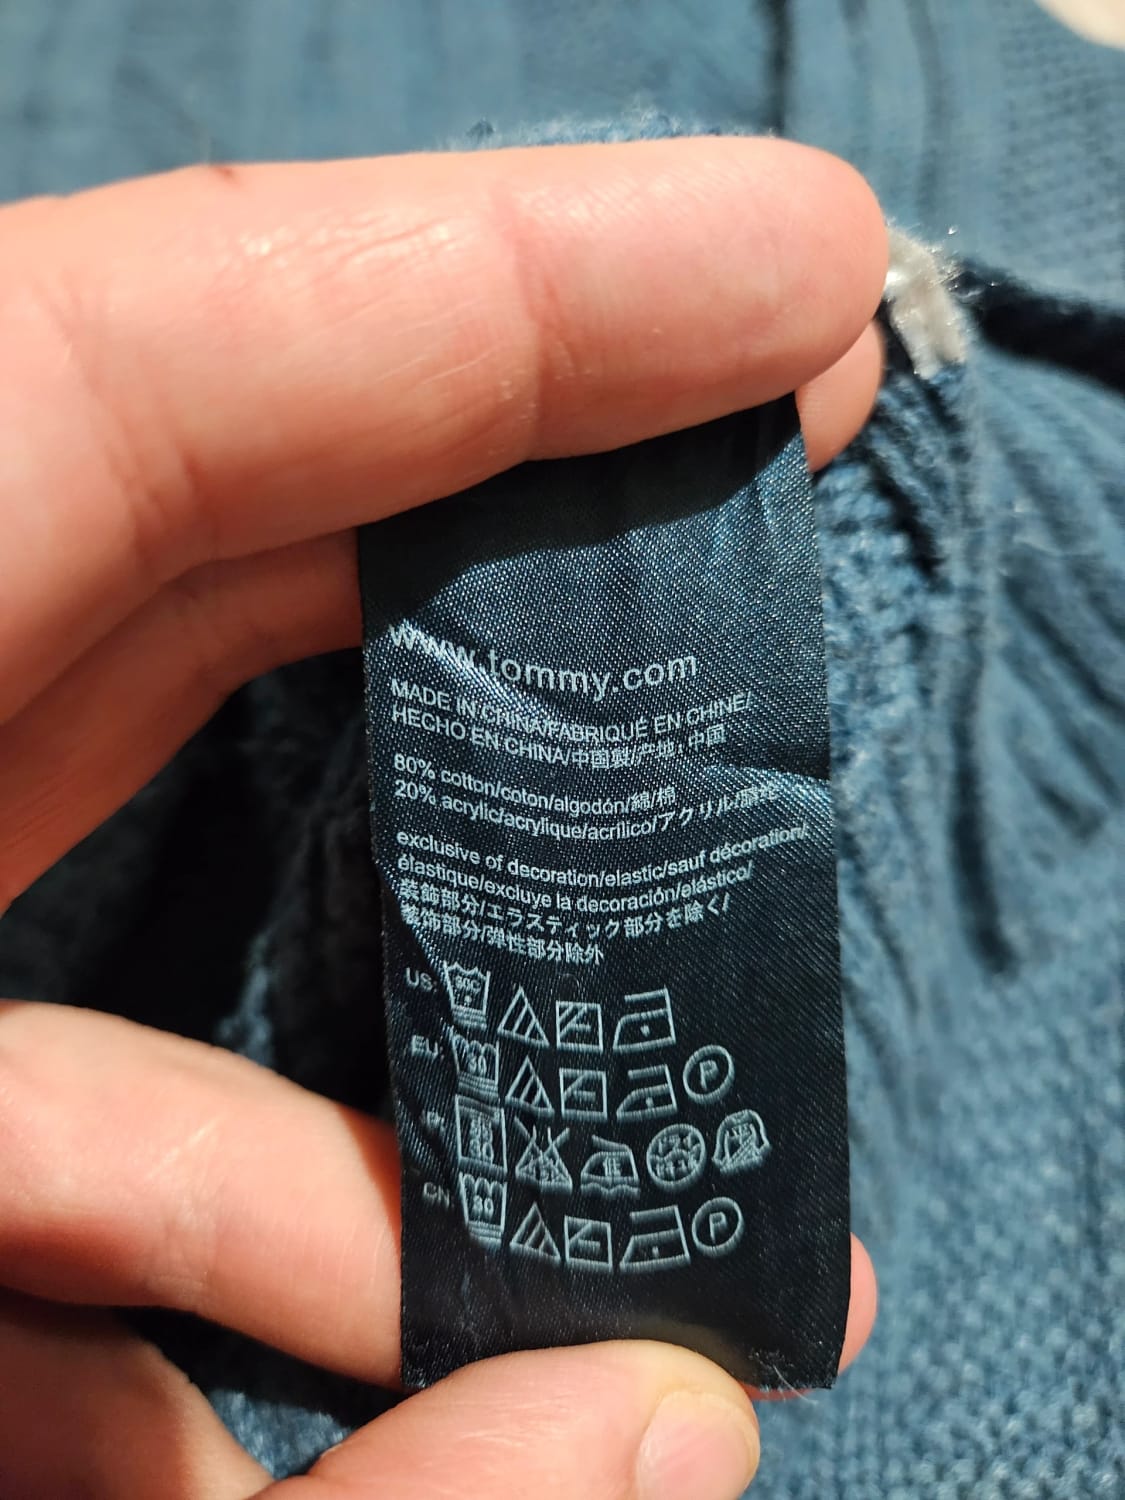 www.tommy.com
MADE IN CHINA/FABRIQUÉ EN CHINE/
HECHO EN CHINA/中国製/产地:中国
80% cotton/coton/algodón/綿/棉
20% acrylic/acrylique/acrílico/アクリル/腈纶
exclusive of decoration/elastic/sauf décoration/
élastique/excluye la decoración/elástico/
装飾部分/エラスティック部分を除く/
装饰部分/弹性部分除外
US:
EU: 30 P
CN: 30 P